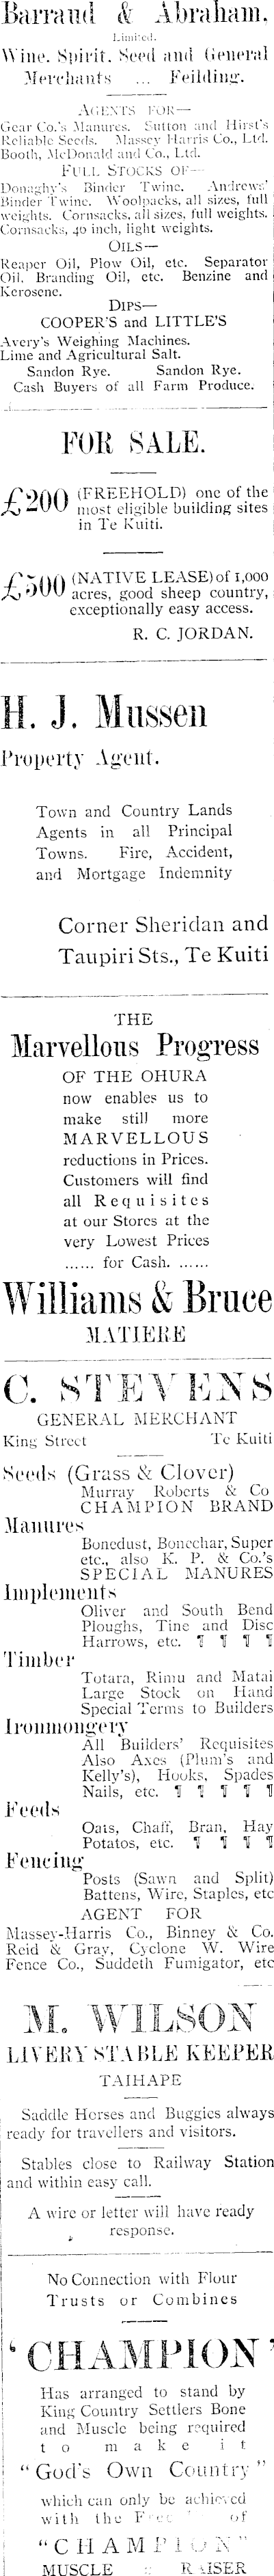 Barraud & Abraham,
Limited.
Wine, Spirit, Seed and General
Merchants ... Feilding.
AGENTS FOR—
Gear Co.'s Manures. Sutton and Hirst's
Reliable Seeds. Massey Harris Co., Ltd.
Booth, McDonald and Co., Ltd.
FULL STOCKS OF—
Donaghy's Binder Twine. Andrews'
Binder Twine. Woolpacks, all sizes, full
weights. Cornsacks, all sizes, full weights.
Cornsacks, 40 inch, light weights.
OILS—
Reaper Oil, Plow Oil, etc. Separator
Oil, Branding Oil, etc. Benzine and
Kerosene.
DIPS—
COOPER'S and LITTLE'S
Avery's Weighing Machines.
Lime and Agricultural Salt.
Sandon Rye. Sandon Rye.
Cash Buyers of all Farm Produce.
FOR SALE.
£200 (FREEHOLD) one of the
most eligible building sites
in Te Kuiti.
£500 (NATIVE LEASE) of 1,000
acres, good sheep country,
exceptionally easy access.
R. C. JORDAN.
H. J. Mussen
Property Agent.
Town and Country Lands
Agents in all Principal
Towns. Fire, Accident,
and Mortgage Indemnity
Corner Sheridan and
Taupiri Sts., Te Kuiti
THE
Marvellous Progress
OF THE OHURA
now enables us to
make still more
MARVELLOUS
reductions in Prices.
Customers will find
all Requisites
at our Stores at the
very Lowest Prices
...... for Cash. ......
Williams & Bruce
MATIERE
C. STEVENS
GENERAL MERCHANT
King Street Te Kuiti
Seeds (Grass & Clover)
Murray Roberts & Co
CHAMPION BRAND
Manures
Bonedust, Bonechar, Super
etc., also K. P. & Co.'s
SPECIAL MANURES
Implements
Oliver and South Bend
Ploughs, Tine and Disc
Harrows, etc. ¶ ¶ ¶ ¶
Timber
Totara, Rimu and Matai
Large Stock on Hand
Special Terms to Builders
Ironmongery
All Builders' Requisites
Also Axes (Plum's and
Kelly's), Hooks, Spades
Nails, etc. ¶ ¶ ¶ ¶ ¶
Feeds
Oats, Chaff, Bran, Hay
Potatos, etc. ¶ ¶ ¶ ¶
Fencing
Posts (Sawn and Split)
Battens, Wire, Staples, etc
AGENT FOR
Massey-Harris Co., Binney & Co.
Reid & Gray, Cyclone W. Wire
Fence Co., Suddeth Fumigator, etc
M. WILSON
LIVERY STABLE KEEPER
TAIHAPE
Saddle Horses and Buggies always
ready for travellers and visitors.
Stables close to Railway Station
and within easy call.
A wire or letter will have ready
response.
No Connection with Flour
Trusts or Combines
'CHAMPION'
Has arranged to stand by
King Country Settlers Bone
and Muscle being required
to make it
"God's Own Country"
which can only be achieved
with the of
"CHAMPION"
MUSCLE :: RAISER